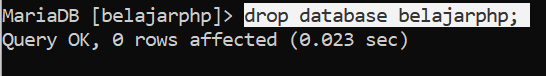 MariaDB [belajarphp]> drop database belajarphp;
Query OK, 0 rows affected (0.023 sec)